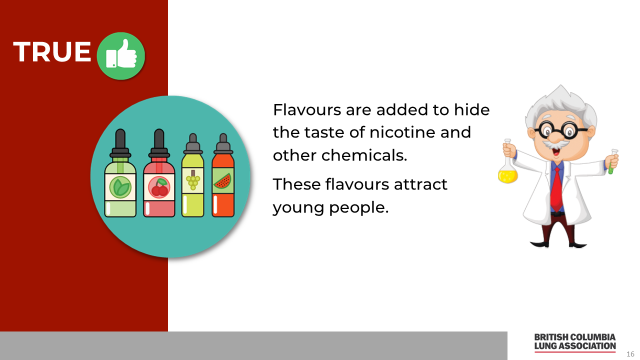 TRUE
Flavours are added to hide
the taste of nicotine and
other chemicals.
These flavours attract
young people.
BRITISH COLUMBIA
LUNG ASSOCIATION
16